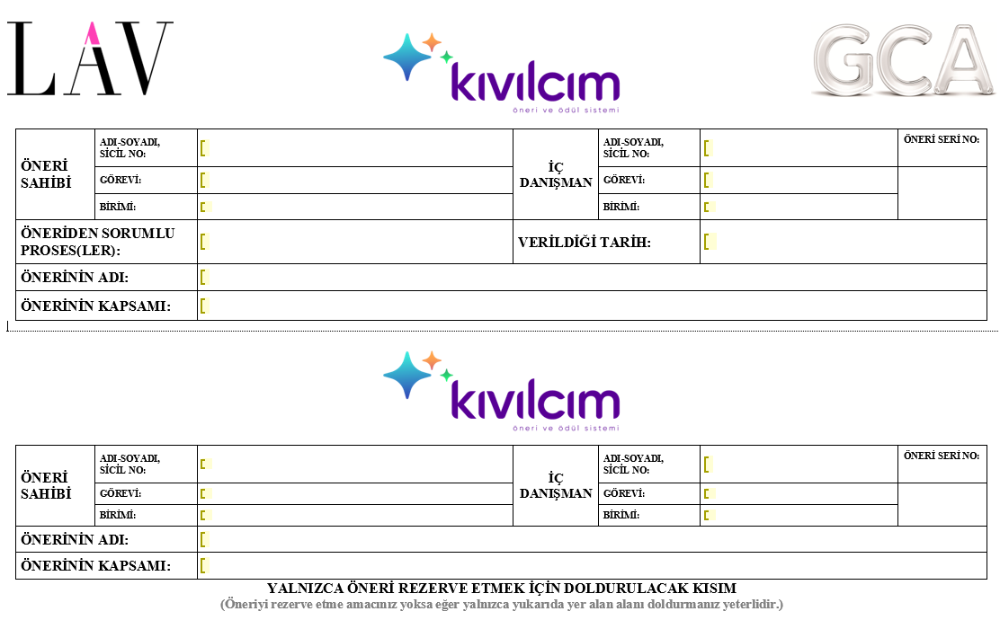 LAV
kıvılcım
öneri ve ödül sistemi
GCA
ÖNERİ
SAHİBİ
ADI-SOYADI,
SİCİL NO:
İÇ
DANIŞMAN
ADI-SOYADI,
SİCİL NO:
ÖNERİ SERİ NO:
GÖREVİ:
GÖREVİ:
BİRİMİ:
BİRİMİ:
ÖNERİDEN SORUMLU
PROSES(LER):
VERİLDİĞİ TARİH:
ÖNERİNİN ADI:
ÖNERİNİN KAPSAMI:
kıvılcım
öneri ve ödül sistemi
ÖNERİ
SAHİBİ
ADI-SOYADI,
SİCİL NO:
İÇ
DANIŞMAN
ADI-SOYADI,
SİCİL NO:
ÖNERİ SERİ NO:
GÖREVİ:
GÖREVİ:
BİRİMİ:
BİRİMİ:
ÖNERİNİN ADI:
ÖNERİNİN KAPSAMI:
YALNIZCA ÖNERİ REZERVE ETMEK İÇİN DOLDURULACAK KISIM
(Öneriyi rezerve etme amacınız yoksa eğer yalnızca yukarıda yer alan alanı doldurmanız yeterlidir.)